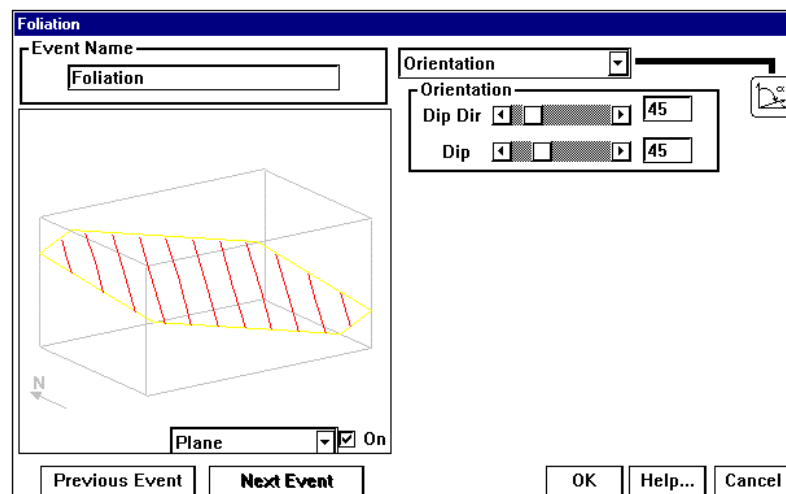 Foliation
Event Name
Foliation
Orientation
Orientation
Dip Dir 45
Dip 45
α
N
Plane On
Previous Event Next Event OK Help... Cancel